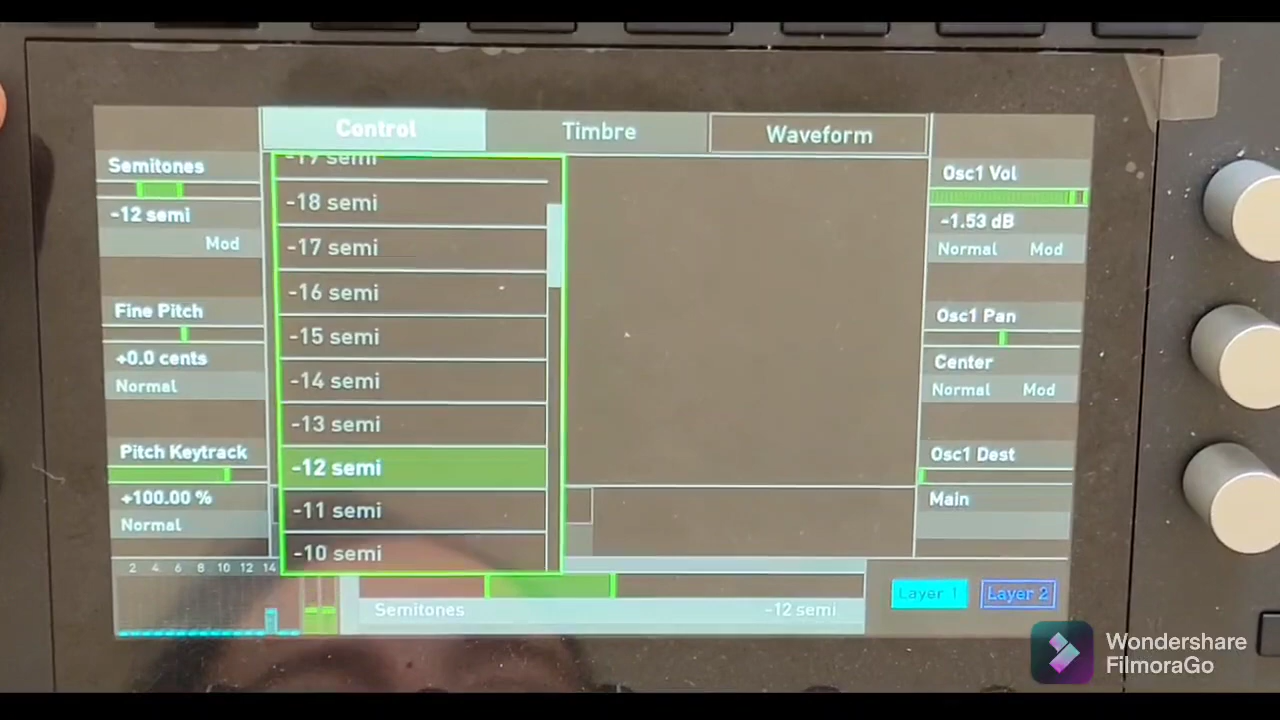 Control
Timbre
Waveform
Semitones
-12 semi
Mod
Fine Pitch
+0.0 cents
Normal
Pitch Keytrack
+100.00 %
Normal
-19 semi
-18 semi
-17 semi
-16 semi
-15 semi
-14 semi
-13 semi
-12 semi
-11 semi
-10 semi
Osc1 Vol
-1.53 dB
Normal Mod
Osc1 Pan
Center
Normal Mod
Osc1 Dest
Main
2 4 6 8 10 12 14
Semitones -12 semi
Layer 1 Layer 2
Wondershare
FilmoraGo